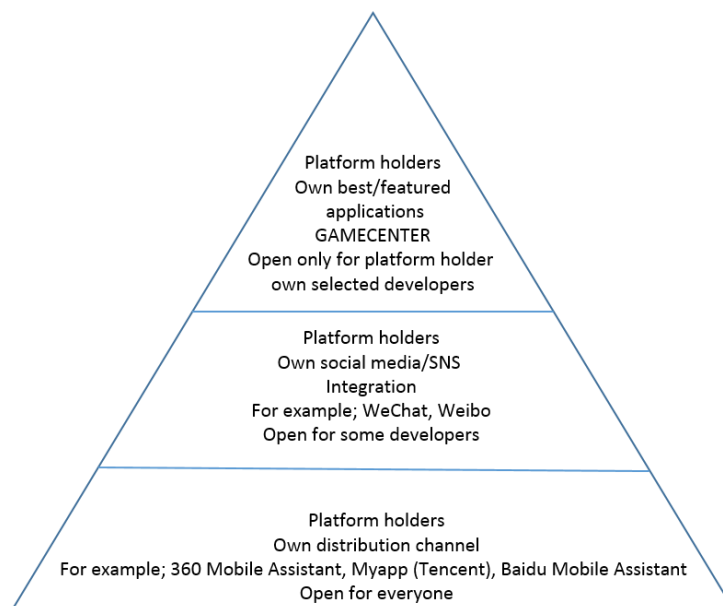 Platform holders
Own best/featured
applications
GAMECENTER
Open only for platform holder
own selected developers
Platform holders
Own social media/SNS
Integration
For example; WeChat, Weibo
Open for some developers
Platform holders
Own distribution channel
For example; 360 Mobile Assistant, Myapp (Tencent), Baidu Mobile Assistant
Open for everyone